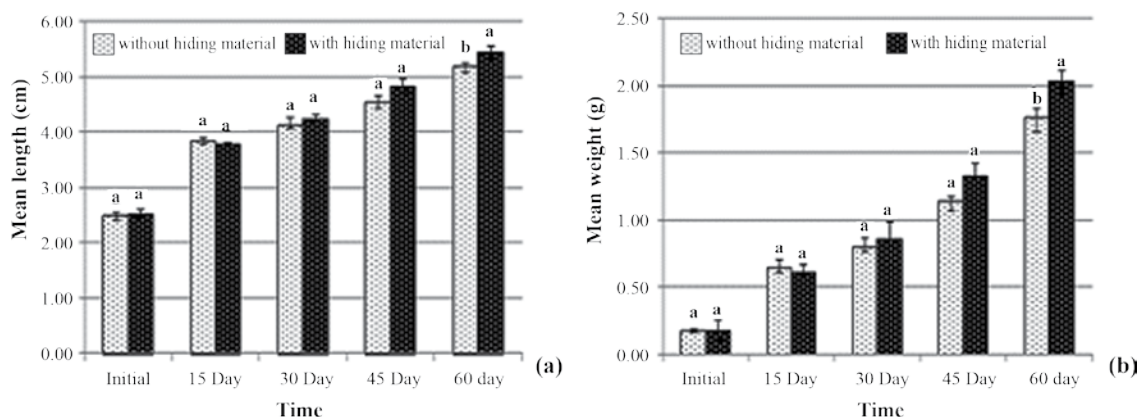 6.00
5.00
4.00
3.00
2.00
1.00
0.00
Mean length (cm)
without hiding material with hiding material
a a
a a
a a
a a
b a
Initial 15 Day 30 Day 45 Day 60 day
Time
(a)
2.50
2.00
1.50
1.00
0.50
0.00
Mean weight (g)
without hiding material with hiding material
a a
a a
a a
a a
b a
Initial 15 Day 30 Day 45 Day 60 day
Time
(b)